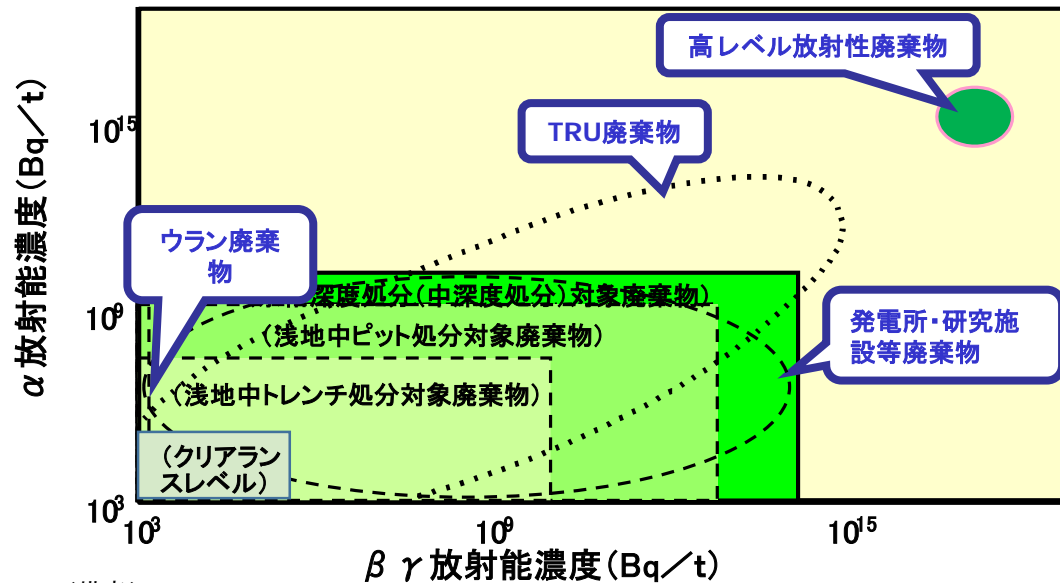 高レベル放射性廃棄物
TRU廃棄物
α放射能濃度(Bq/t)
10¹⁵
ウラン廃棄
物
深度処分(中深度処分)対象廃棄物)
10⁹
(浅地中ピット処分対象廃棄物)
発電所・研究施
設等廃棄物
(浅地中トレンチ処分対象廃棄物)
(クリアラン
スレベル)
10³
10³
10⁹
10¹⁵
βγ放射能濃度(Bq/t)